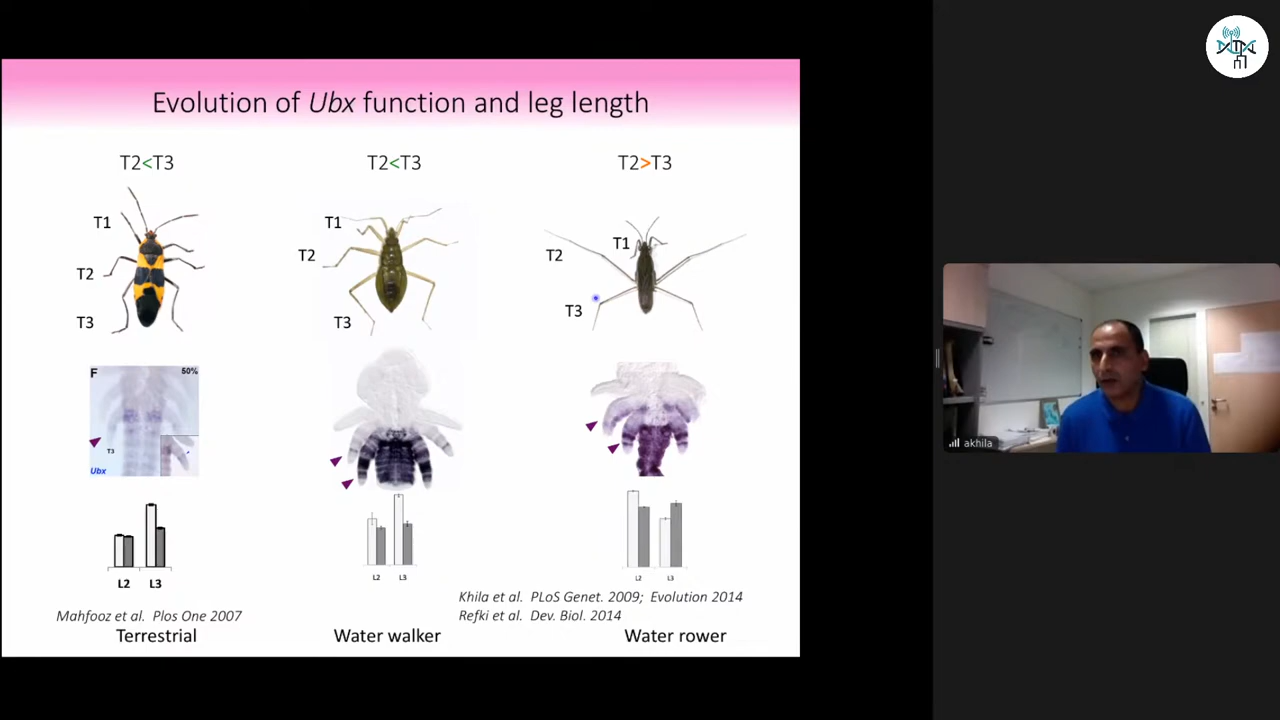 Evolution of Ubx function and leg length
T2<T3
T2<T3
T2>T3
T1
T2
T3
T1
T2
T3
T1
T2
T3
F
50%
T3
Ubx
L2 L3
L2 L3
L2 L3
Mahfooz et al. Plos One 2007
Khila et al. PLoS Genet. 2009; Evolution 2014
Refki et al. Dev. Biol. 2014
Terrestrial
Water walker
Water rower
akhila